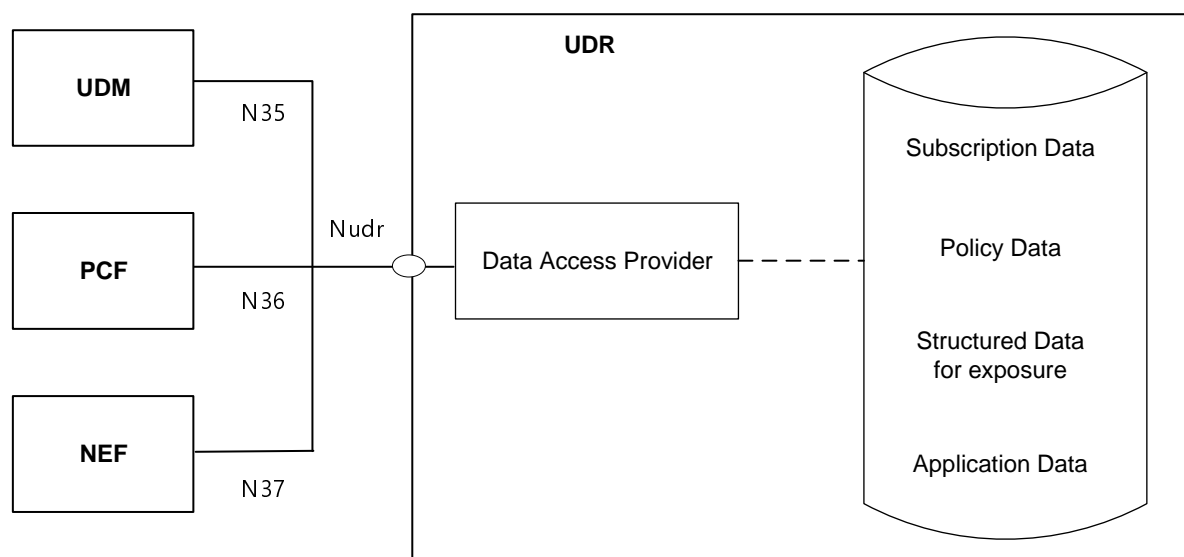 UDR
UDM
N35
Subscription Data
Nudr
PCF
N36
Data Access Provider
Policy Data
Structured Data
for exposure
NEF
N37
Application Data